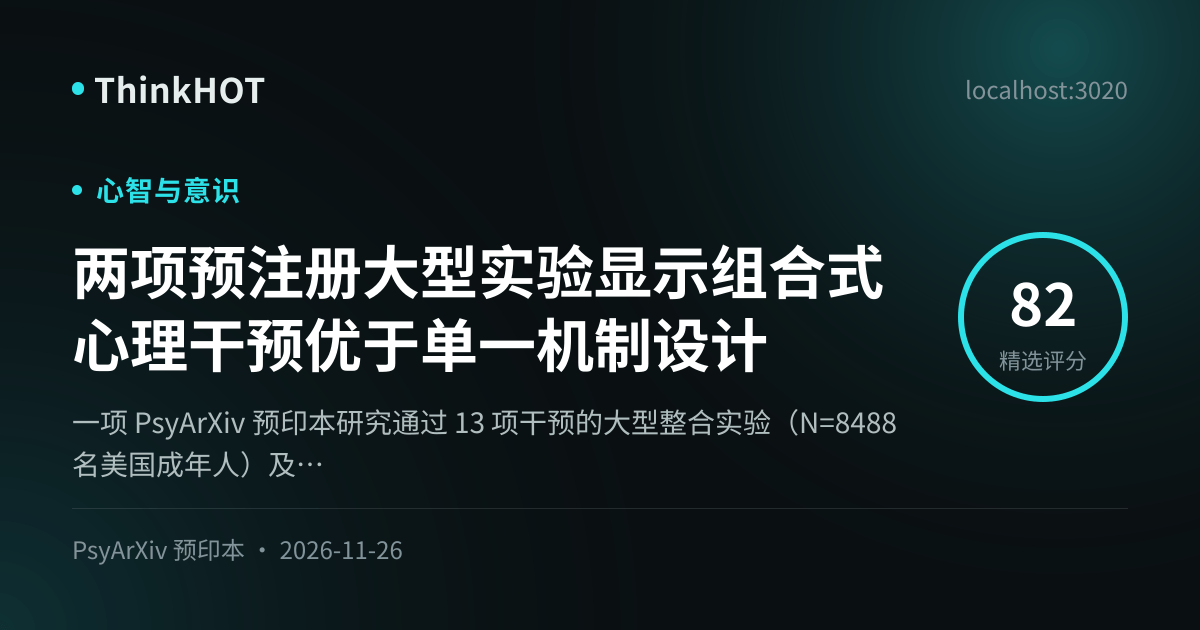 ThinkHOT
localhost:3020
心智与意识
两项预注册大型实验显示组合式
心理干预优于单一机制设计
82
精选评分
一项 PsyArXiv 预印本研究通过 13 项干预的大型整合实验（N=8488
名美国成年人）及…
PsyArXiv 预印本 · 2026-11-26